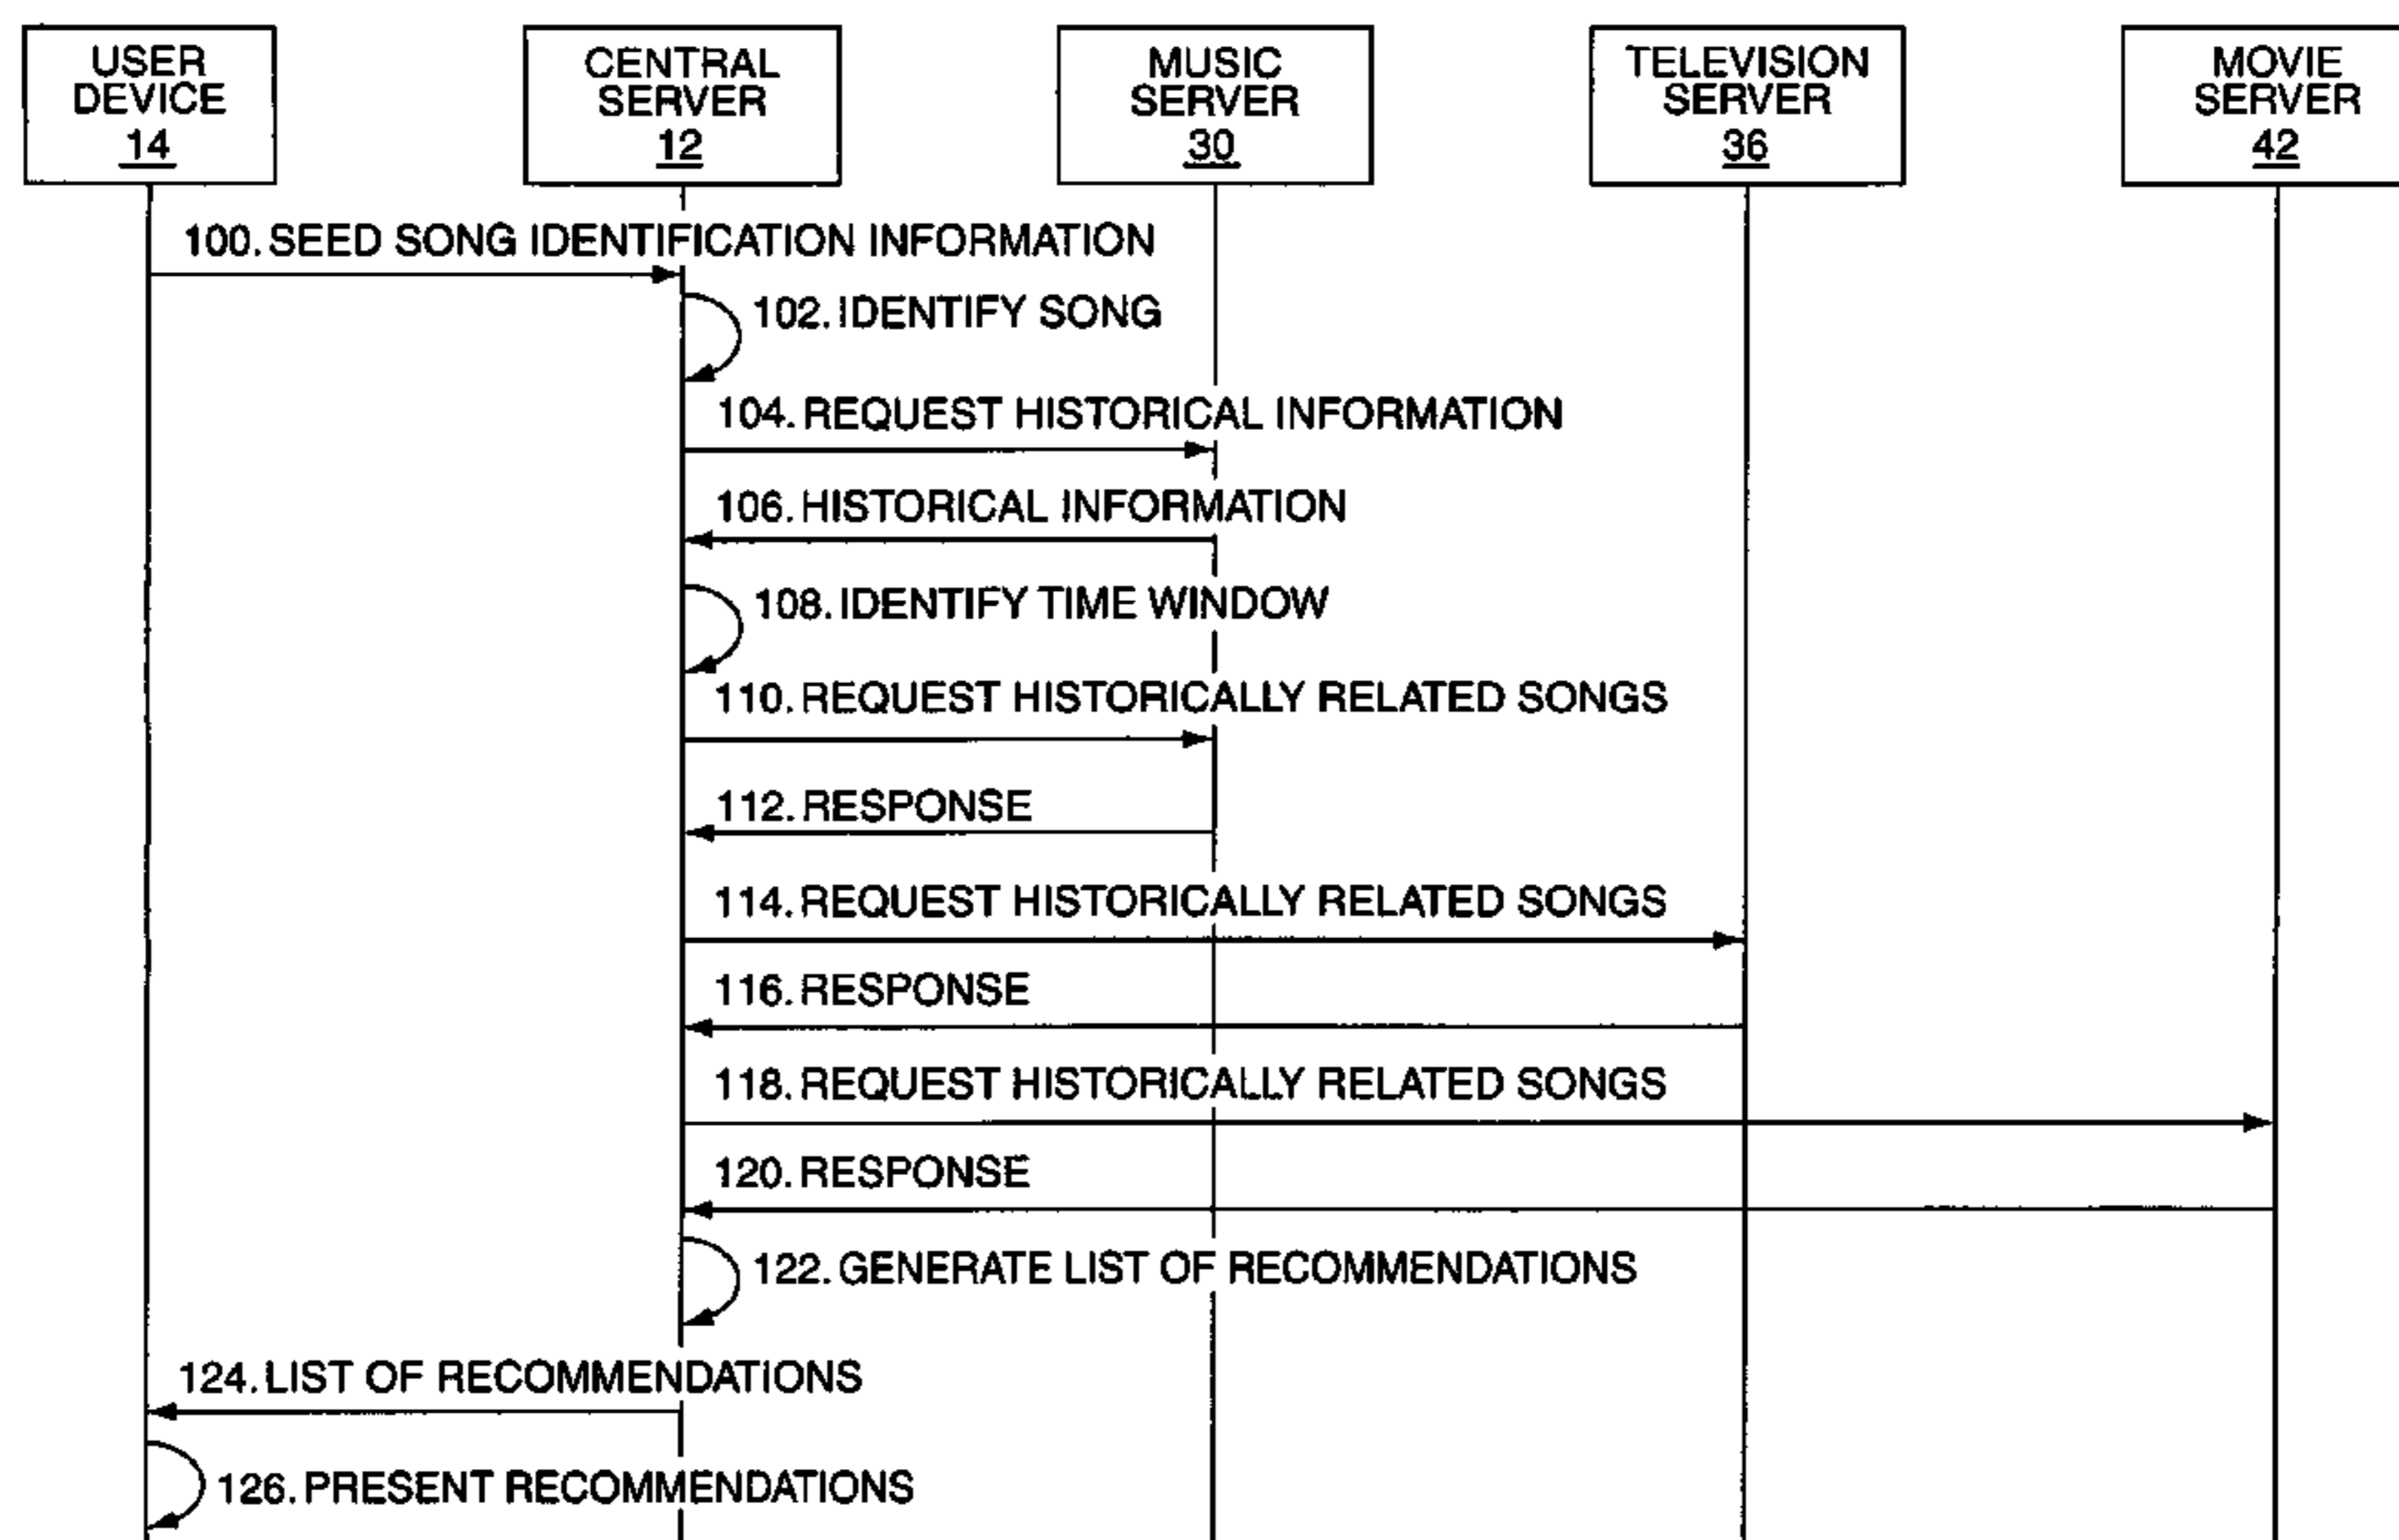 USER
DEVICE
14
CENTRAL
SERVER
12
MUSIC
SERVER
30
TELEVISION
SERVER
36
MOVIE
SERVER
42
100. SEED SONG IDENTIFICATION INFORMATION
102. IDENTIFY SONG
104. REQUEST HISTORICAL INFORMATION
106. HISTORICAL INFORMATION
108. IDENTIFY TIME WINDOW
110. REQUEST HISTORICALLY RELATED SONGS
112. RESPONSE
114. REQUEST HISTORICALLY RELATED SONGS
116. RESPONSE
118. REQUEST HISTORICALLY RELATED SONGS
120. RESPONSE
122. GENERATE LIST OF RECOMMENDATIONS
124. LIST OF RECOMMENDATIONS
126. PRESENT RECOMMENDATIONS